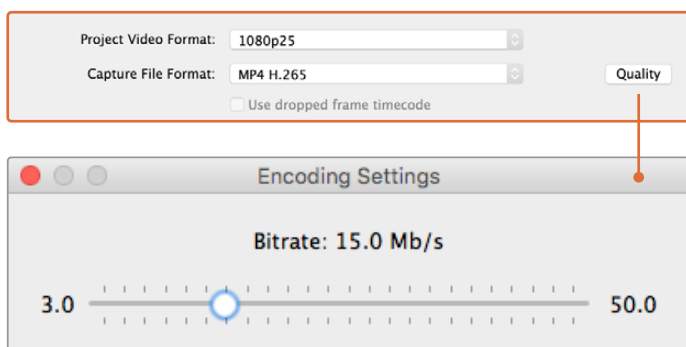 Project Video Format: 1080p25
Capture File Format: MP4 H.265 Quality
Use dropped frame timecode
Encoding Settings
Bitrate: 15.0 Mb/s
3.0 50.0